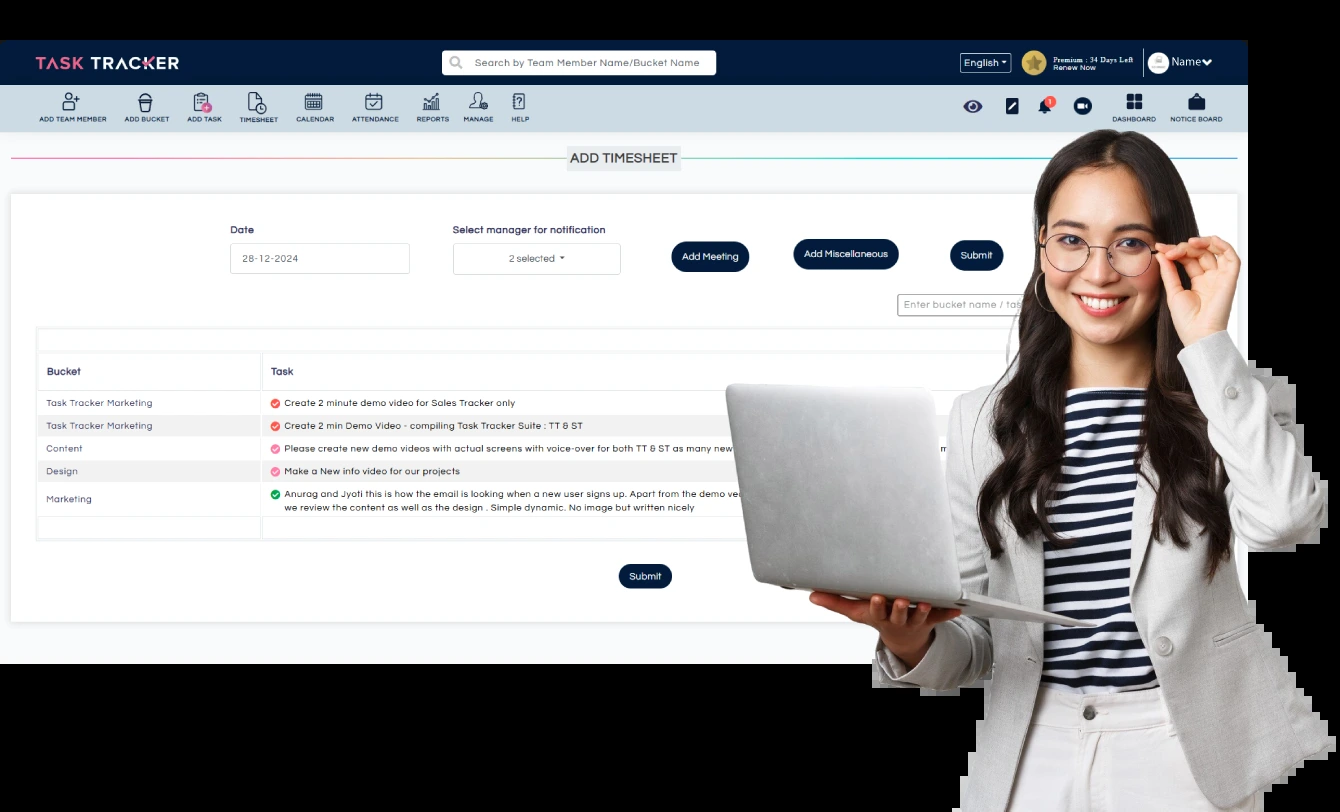 TASK TRACKER
Search by Team Member Name/Bucket Name
English
Premium : 34 Days Left
Renew Now
Name
ADD TEAM MEMBER
ADD BUCKET
ADD TASK
TIMESHEET
CALENDAR
ATTENDANCE
REPORTS
MANAGE
HELP
1
DASHBOARD
NOTICE BOARD
ADD TIMESHEET
Date
Select manager for notification
28-12-2024
2 selected
Add Meeting
Add Miscellaneous
Submit
Enter bucket name / tas
Bucket
Task
Task Tracker Marketing
Create 2 minute demo video for Sales Tracker only
Task Tracker Marketing
Create 2 min Demo Video - compiling Task Tracker Suite : TT & ST
Content
Please create new demo videos with actual screens with voice-over for both TT & ST as many new
Design
Make a New info video for our projects
Marketing
Anurag and Jyoti this is how the email is looking when a new user signs up. Apart from the demo
we review the content as well as the design . Simple dynamic. No image but written nicely
Submit